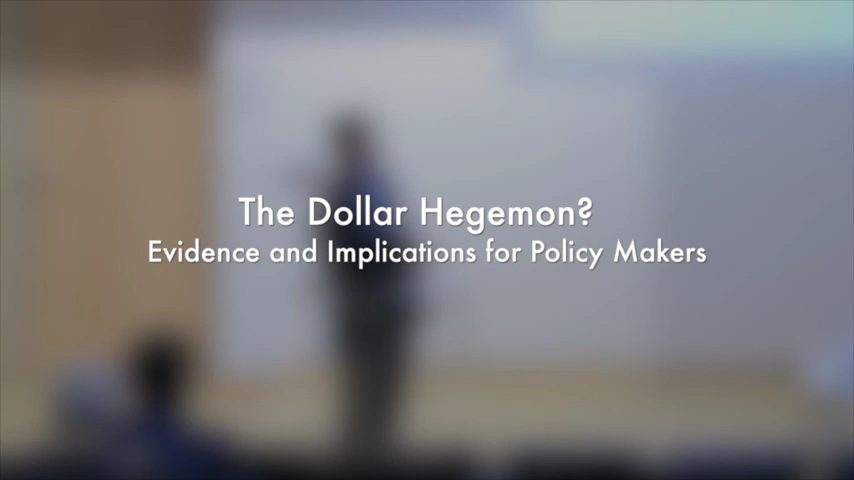 The Dollar Hegemon?
Evidence and Implications for Policy Makers